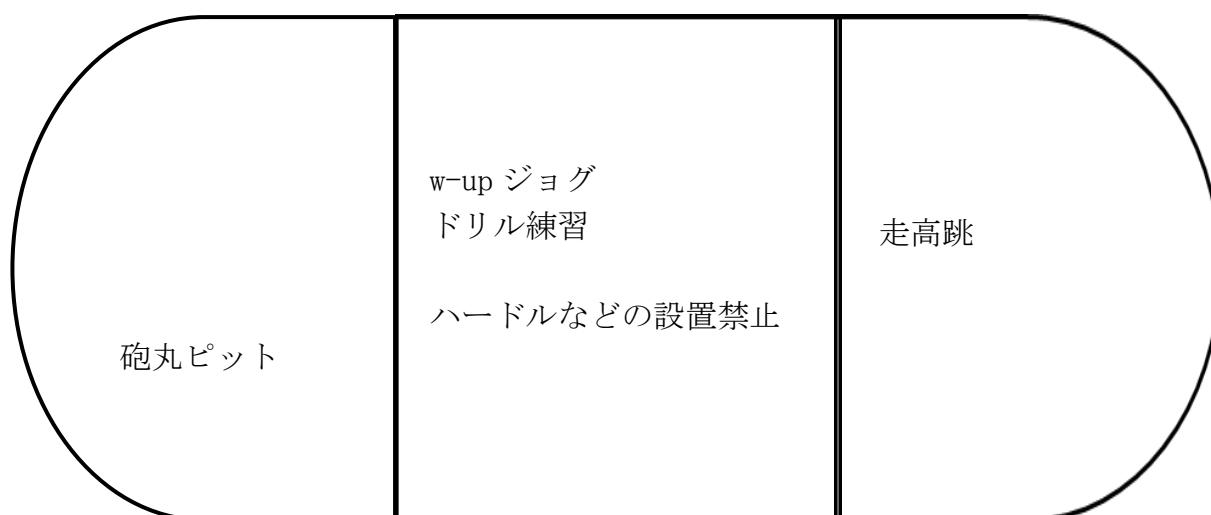 w-up ジョグ
ドリル練習
ハードルなどの設置禁止
走高跳
砲丸ピット